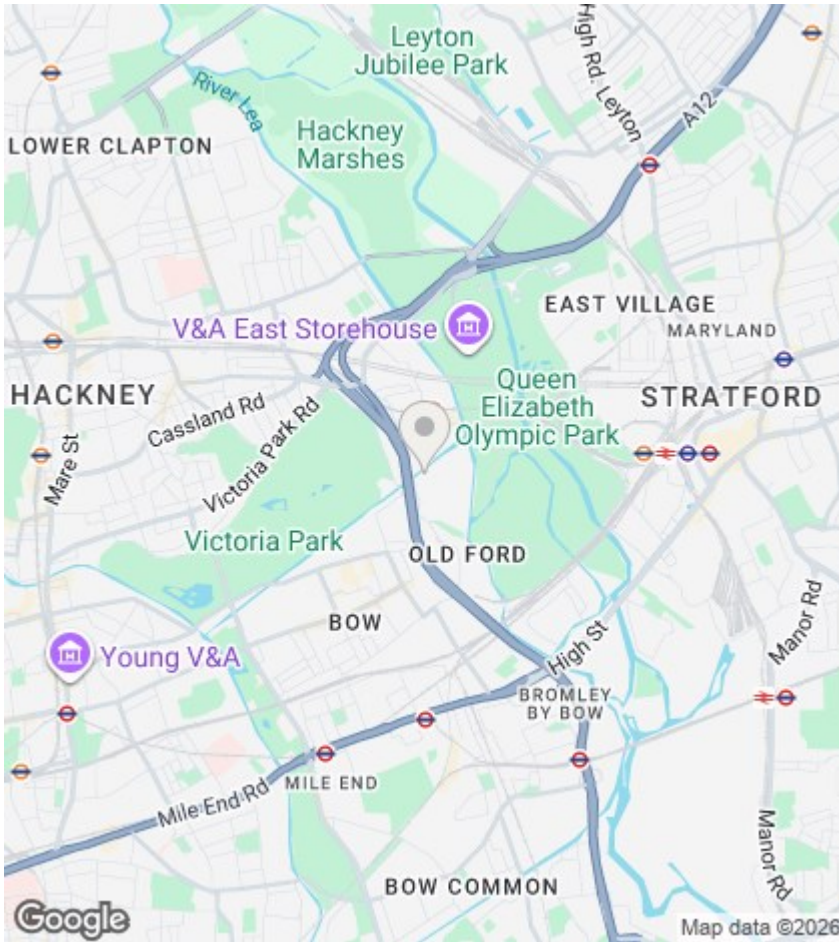 Leyton
Jubilee Park
High Rd. Leyton
A12
River Lea
Hackney
Marshes
LOWER CLAPTON
EAST VILLAGE
V&A East Storehouse
MARYLAND
HACKNEY
Queen
Elizabeth
Olympic Park
STRATFORD
Cassland Rd
Victoria Park Rd
Mare St
Victoria Park
OLD FORD
BOW
Manor Rd
High St
Young V&A
BROMLEY
BY BOW
MILE END
Mile End Rd
Manor Rd
BOW COMMON
Google
Map data ©2026